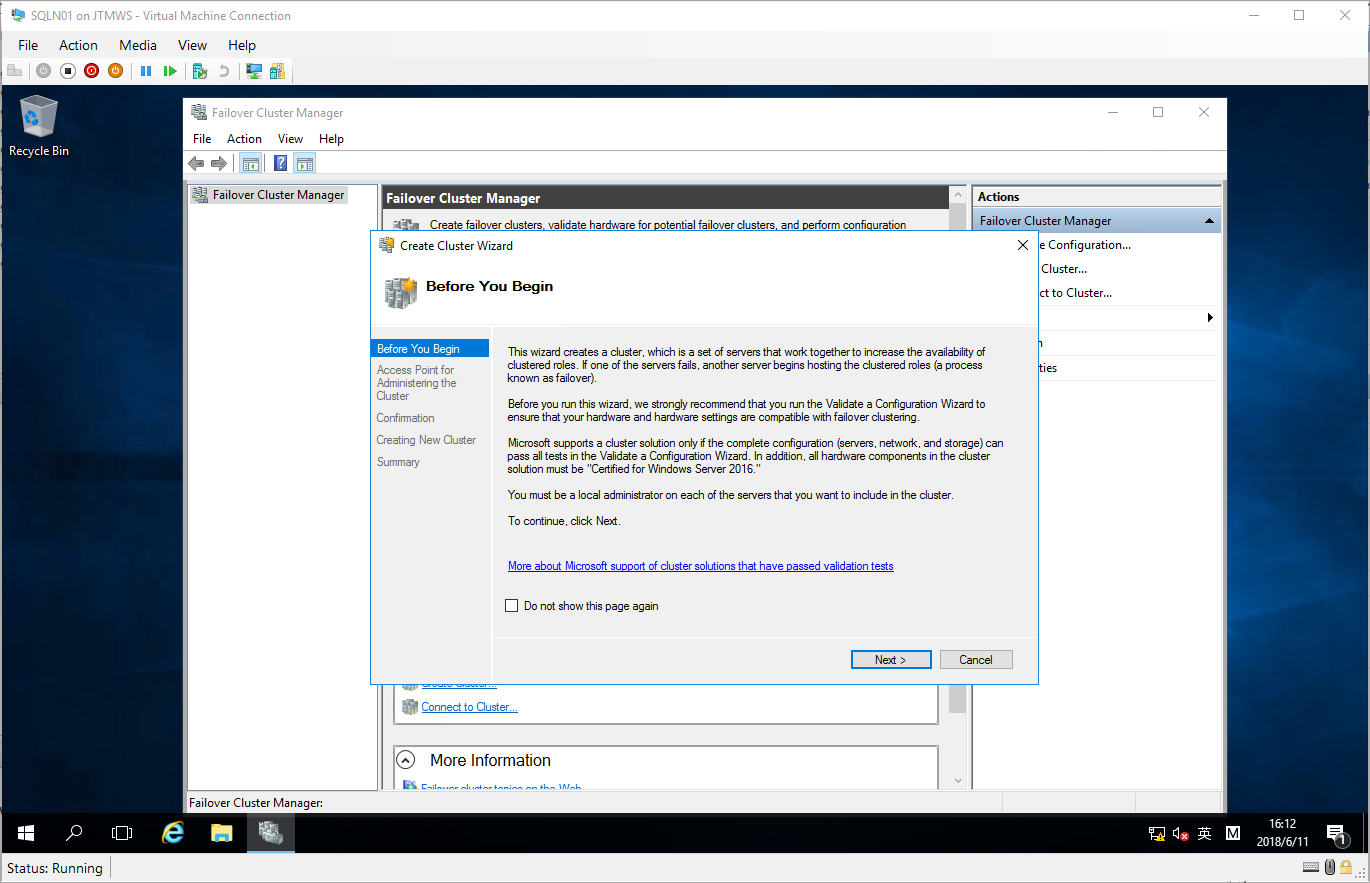 SQLN01 on JTMWS - Virtual Machine Connection
File Action Media View Help
Recycle Bin
Failover Cluster Manager
File Action View Help
Failover Cluster Manager
Failover Cluster Manager
Create failover clusters, validate hardware for potential failover clusters, and perform configuration
Actions
Failover Cluster Manager
e Configuration...
Cluster...
ct to Cluster...
n
ties
Create Cluster Wizard
Before You Begin
Before You Begin
Access Point for
Administering the
Cluster
Confirmation
Creating New Cluster
Summary
This wizard creates a cluster, which is a set of servers that work together to increase the availability of
clustered roles. If one of the servers fails, another server begins hosting the clustered roles (a process
known as failover).
Before you run this wizard, we strongly recommend that you run the Validate a Configuration Wizard to
ensure that your hardware and hardware settings are compatible with failover clustering.
Microsoft supports a cluster solution only if the complete configuration (servers, network, and storage) can
pass all tests in the Validate a Configuration Wizard. In addition, all hardware components in the cluster
solution must be "Certified for Windows Server 2016."
You must be a local administrator on each of the servers that you want to include in the cluster.
To continue, click Next.
More about Microsoft support of cluster solutions that have passed validation tests
Do not show this page again
Next >
Cancel
Create Cluster...
Connect to Cluster...
More Information
Failover cluster topics on the Web
Failover Cluster Manager:
英
M
16:12
2018/6/11
1
Status: Running